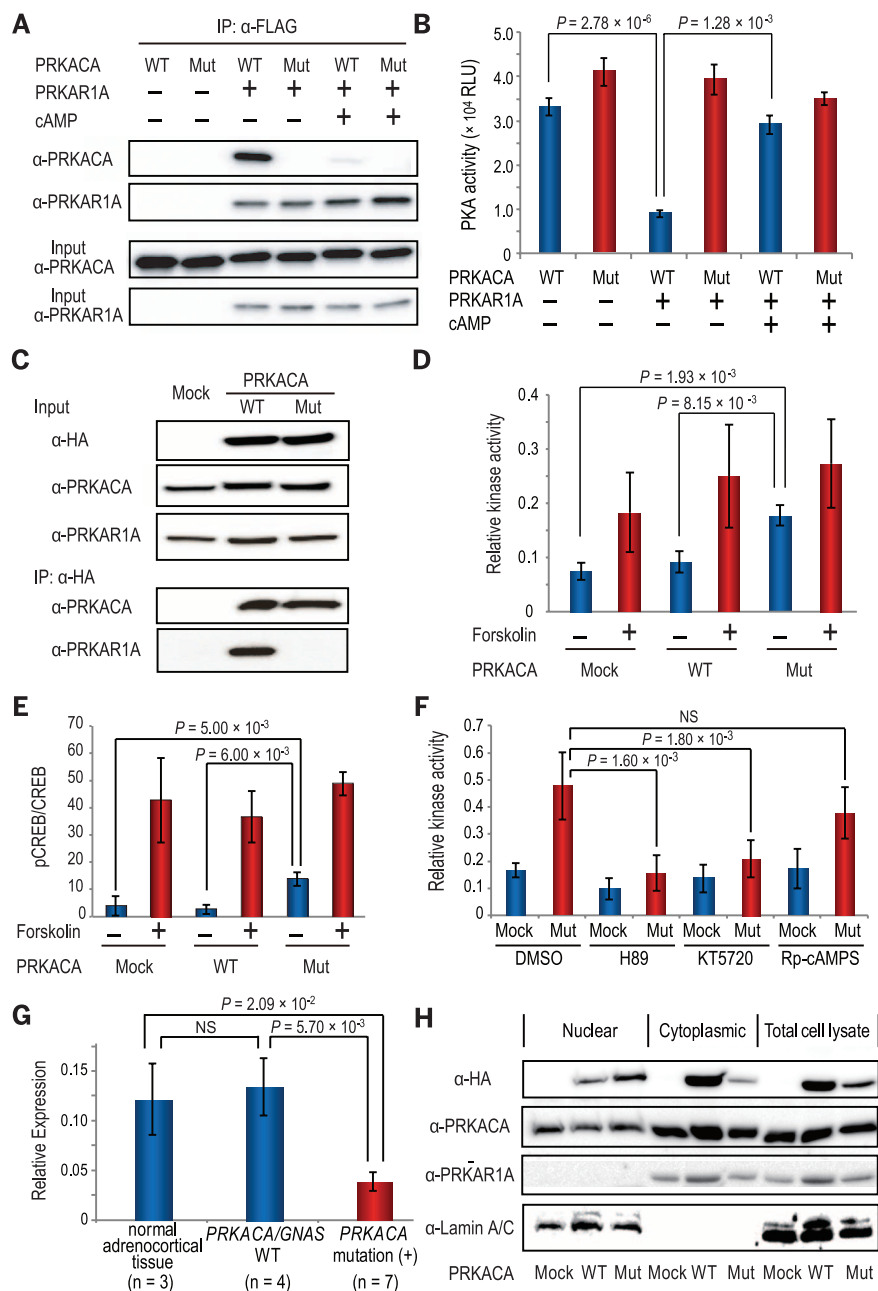 A
IP: α-FLAG
PRKACA WT Mut WT Mut WT Mut
PRKAR1A – – + + + +
cAMP – – – – + +
α-PRKACA
α-PRKAR1A
Input
α-PRKACA
Input
α-PRKAR1A
B
P = 2.78 × 10⁻⁶ P = 1.28 × 10⁻³
PKA activity (× 10⁴ RLU)
5.0
4.0
3.0
2.0
1.0
0
PRKACA WT Mut WT Mut WT Mut
PRKAR1A – – + + + +
cAMP – – – – + +
C
PRKACA
Mock WT Mut
Input
α-HA
α-PRKACA
α-PRKAR1A
IP: α-HA
α-PRKACA
α-PRKAR1A
D
P = 1.93 × 10⁻³
P = 8.15 × 10⁻³
Relative kinase activity
0.4
0.3
0.2
0.1
0
Forskolin – + – + – +
PRKACA Mock WT Mut
E
P = 5.00 × 10⁻³
P = 6.00 × 10⁻³
pCREB/CREB
70
60
50
40
30
20
10
0
Forskolin – + – + – +
PRKACA Mock WT Mut
F
NS
P = 1.80 × 10⁻³
P = 1.60 × 10⁻³
Relative kinase activity
0.7
0.6
0.5
0.4
0.3
0.2
0.1
0
Mock Mut Mock Mut Mock Mut Mock Mut
DMSO H89 KT5720 Rp-cAMPS
G
P = 2.09 × 10⁻²
NS P = 5.70 × 10⁻³
Relative Expression
0.15
0.10
0.05
0.00
normal adrenocortical tissue (n = 3)
PRKACA/GNAS WT (n = 4)
PRKACA mutation (+) (n = 7)
H
Nuclear Cytoplasmic Total cell lysate
α-HA
α-PRKACA
α-PRKAR1A
α-Lamin A/C
PRKACA Mock WT Mut Mock WT Mut Mock WT Mut